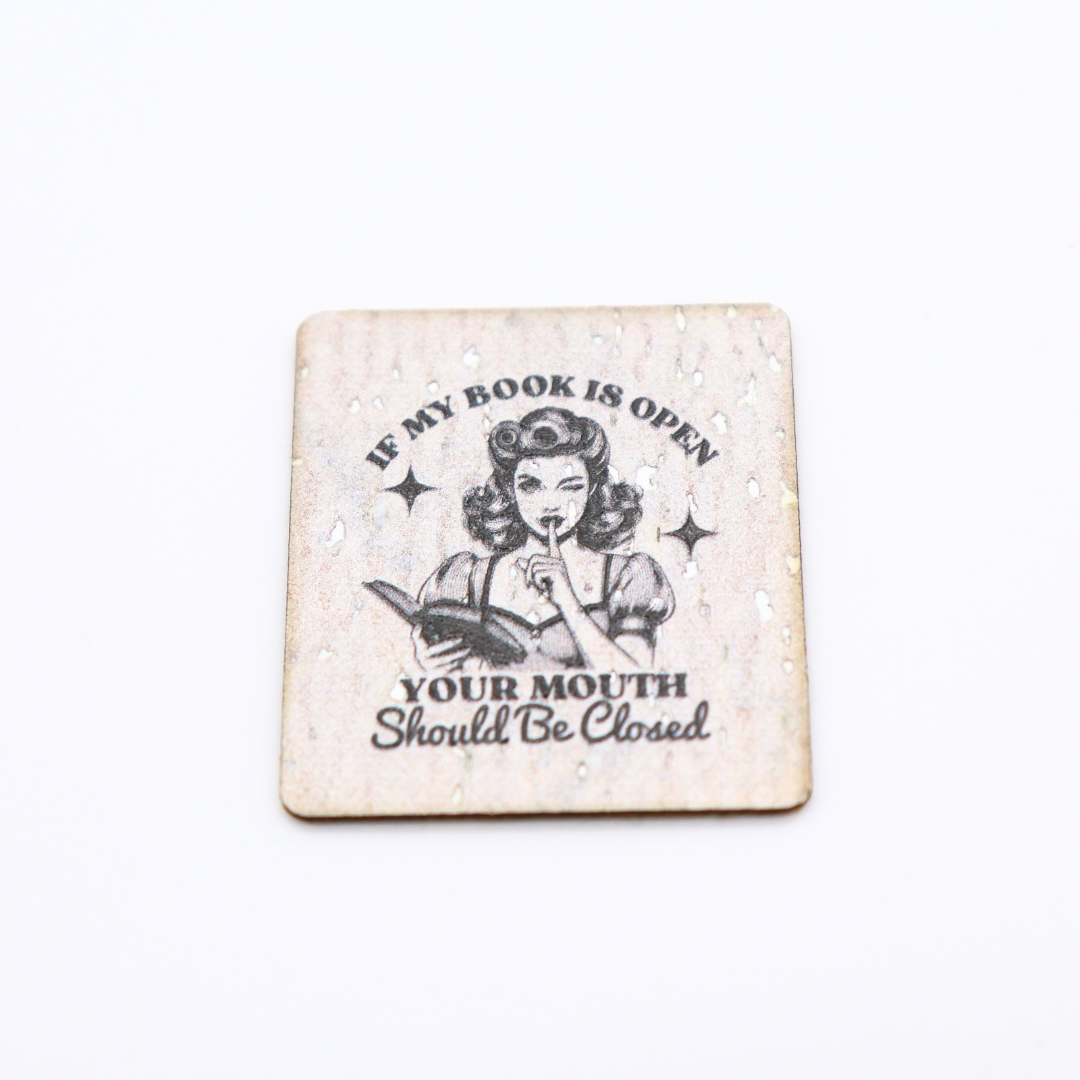 IF MY BOOK IS OPEN
YOUR MOUTH
Should Be Closed